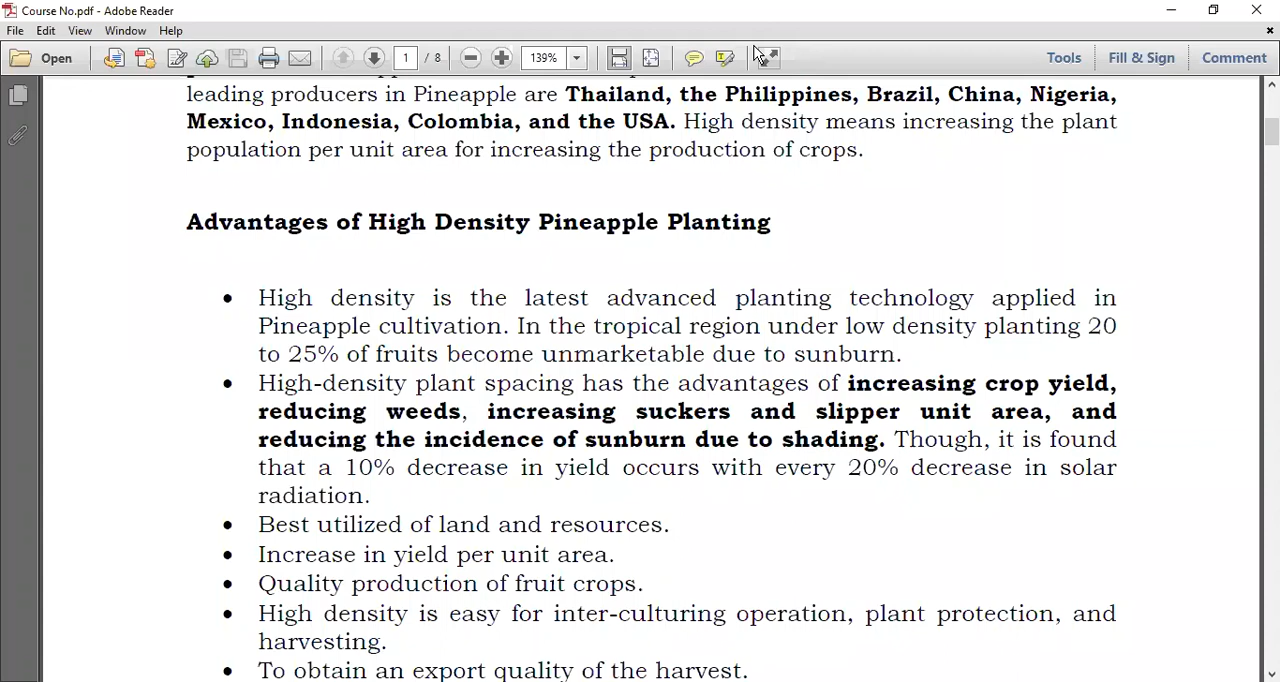 Course No.pdf - Adobe Reader
File Edit View Window Help
Open 1 / 8 139% Tools Fill & Sign Comment
leading producers in Pineapple are Thailand, the Philippines, Brazil, China, Nigeria,
Mexico, Indonesia, Colombia, and the USA. High density means increasing the plant
population per unit area for increasing the production of crops.
Advantages of High Density Pineapple Planting
• High density is the latest advanced planting technology applied in
Pineapple cultivation. In the tropical region under low density planting 20
to 25% of fruits become unmarketable due to sunburn.
• High-density plant spacing has the advantages of increasing crop yield,
reducing weeds, increasing suckers and slipper unit area, and
reducing the incidence of sunburn due to shading. Though, it is found
that a 10% decrease in yield occurs with every 20% decrease in solar
radiation.
• Best utilized of land and resources.
• Increase in yield per unit area.
• Quality production of fruit crops.
• High density is easy for inter-culturing operation, plant protection, and
harvesting.
• To obtain an export quality of the harvest.